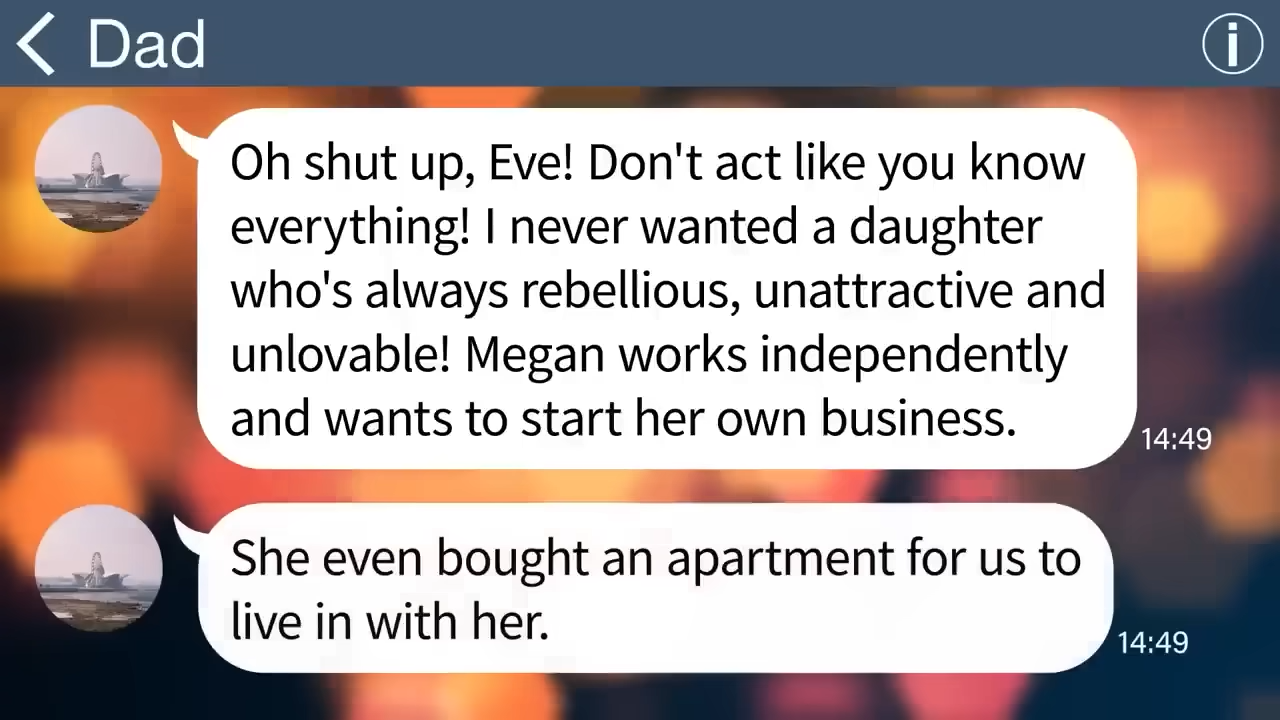 Dad
i
Oh shut up, Eve! Don't act like you know
everything! I never wanted a daughter
who's always rebellious, unattractive and
unlovable! Megan works independently
and wants to start her own business.
14:49
She even bought an apartment for us to
live in with her.
14:49